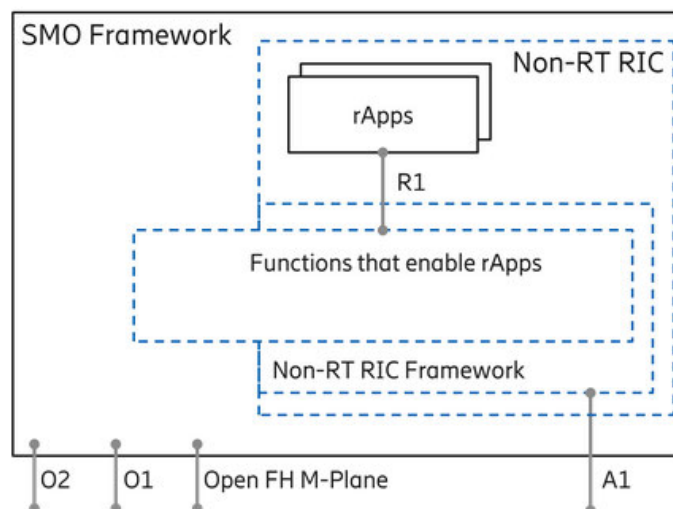 SMO Framework
Non-RT RIC
rApps
R1
Functions that enable rApps
Non-RT RIC Framework
O2 O1 Open FH M-Plane A1